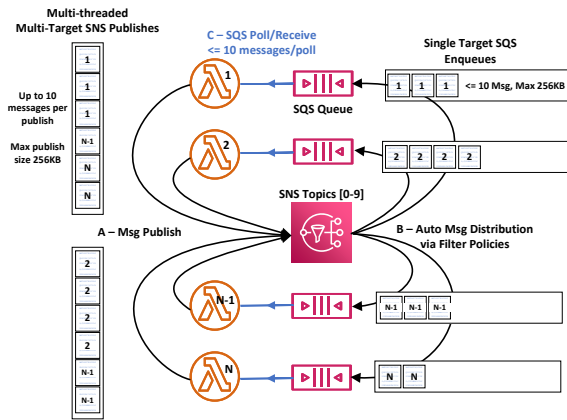 Multi-threaded
Multi-Target SNS Publishes
C – SQS Poll/Receive
<= 10 messages/poll
Single Target SQS
Enqueues
Up to 10
messages per
publish
Max publish
size 256KB
1
1
1
N-1
N
N
1
SQS Queue
1 1 1
<= 10 Msg, Max 256KB
2
2 2 2 2
SNS Topics [0-9]
A – Msg Publish
B – Auto Msg Distribution
via Filter Policies
2
2
2
2
N-1
N-1
N-1
N-1 N-1 N-1
N
N N